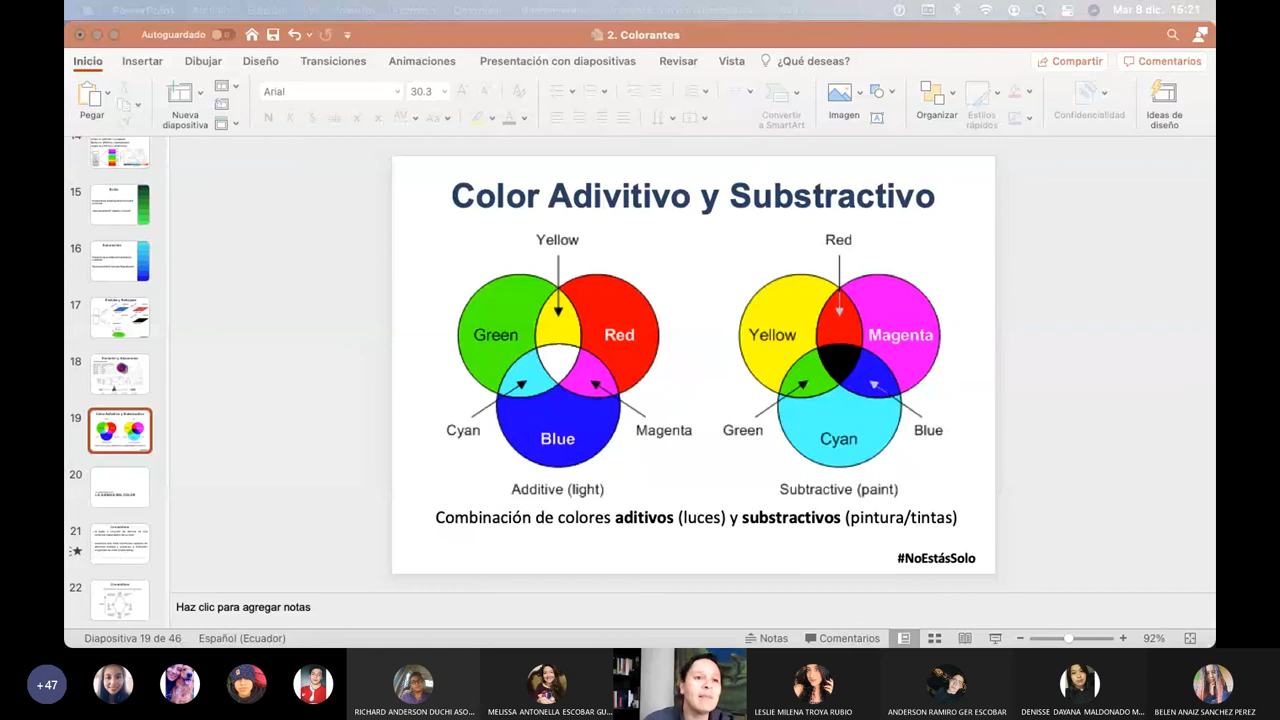 PowerPoint
Mar 8 dic. 15:21
Autoguardado
2. Colorantes
Inicio Insertar Dibujar Diseño Transiciones Animaciones Presentación con diapositivas Revisar Vista ¿Qué deseas? Compartir Comentarios
Arial 30.3
Pegar Nueva diapositiva Convertir a SmartArt Imagen Organizar Estilos rápidos Confidencialidad Ideas de diseño
14
15
16
17
18
19
20
21
22
Color Adivitivo y Substractivo
Yellow Red
Green Red Yellow Magenta
Cyan Blue Magenta Green Cyan Blue
Additive (light) Subtractive (paint)
Combinación de colores aditivos (luces) y substractivos (pintura/tintas)
#NoEstásSolo
Haz clic para agregar notas
Diapositiva 19 de 46 Español (Ecuador) Notas Comentarios 92%
+47
RICHARD ANDERSON DUCHI ASO... MELISSA ANTONELLA ESCOBAR GU... LESLIE MILENA TROYA RUBIO ANDERSON RAMIRO GER ESCOBAR DENISSE DAYANA MALDONADO M... BELEN ANAIZ SANCHEZ PEREZ